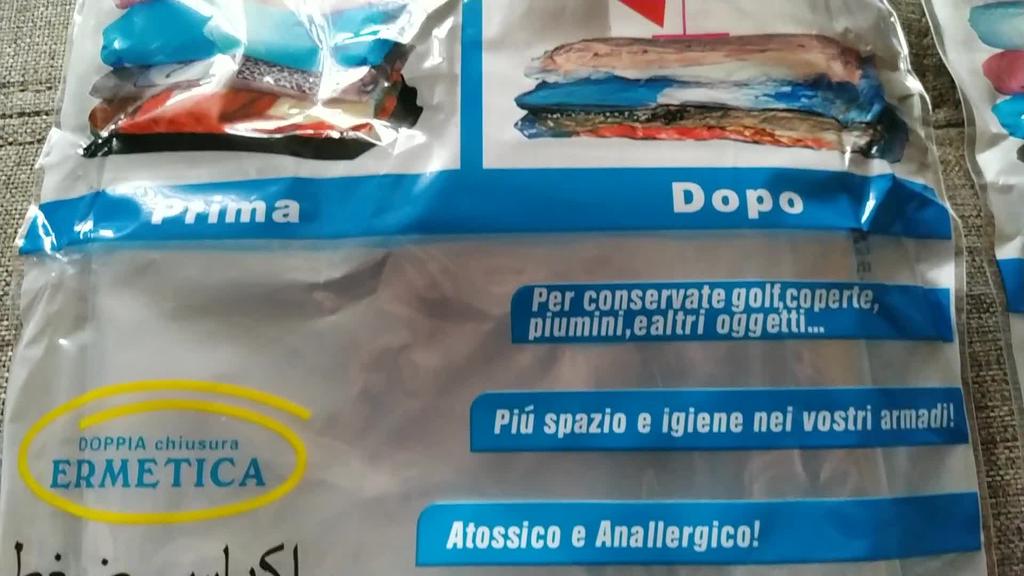 Prima
Dopo
Per conservate golf,coperte,
piumini,ealtri oggetti...
Piú spazio e igiene nei vostri armadi!
DOPPIA chiusura
ERMETICA
Atossico e Anallergico!